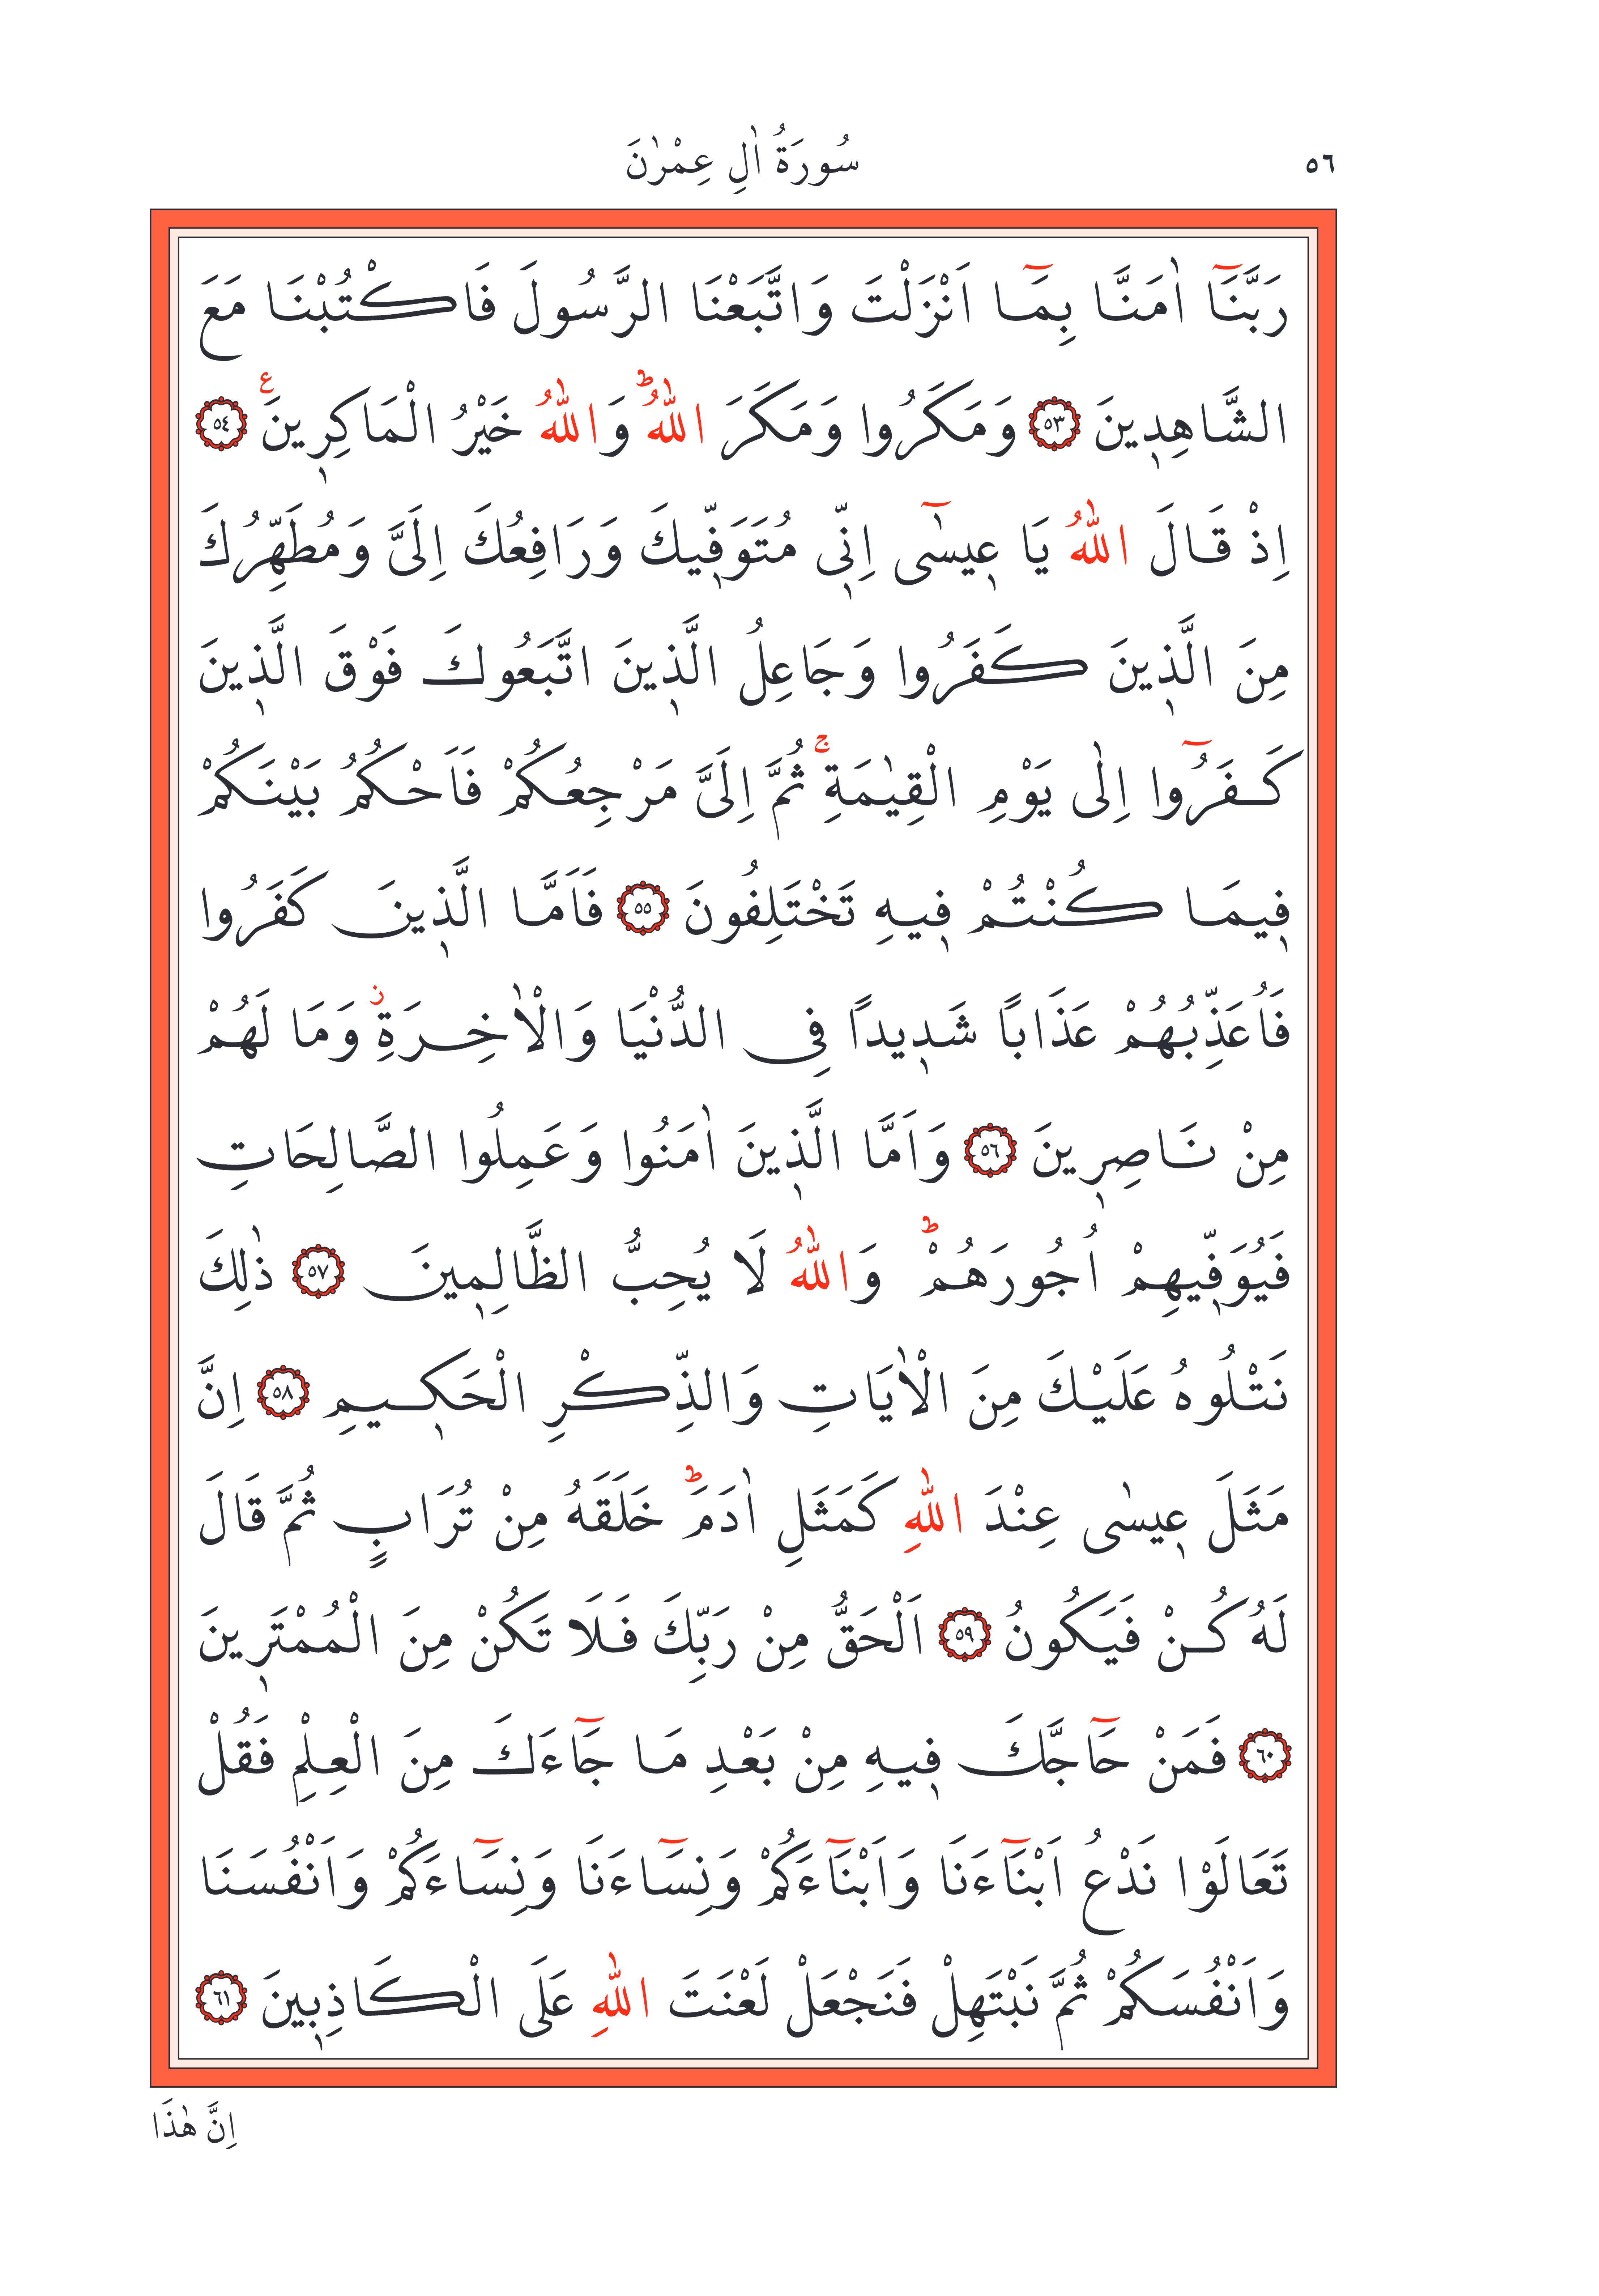 سُورَةُ اٰلِ عِمْرٰنَ ٥٦
رَبَّنَٓا اٰمَنَّا بِمَٓا اَنْزَلْتَ وَاتَّبَعْنَا الرَّسُولَ فَاكْتُبْنَا مَعَ
الشَّاهِد۪ينَ ٥٣ وَمَكَرُوا وَمَكَرَ اللّٰهُۜ وَاللّٰهُ خَيْرُ الْمَاكِر۪ينَ۟ ٥٤
اِذْ قَالَ اللّٰهُ يَا ع۪يسٰٓى اِنّ۪ى مُتَوَفّ۪يكَ وَرَافِعُكَ اِلَىَّ وَمُطَهِّرُكَ
مِنَ الَّذ۪ينَ كَفَرُوا وَجَاعِلُ الَّذ۪ينَ اتَّبَعُوكَ فَوْقَ الَّذ۪ينَ
كَفَرُٓوا اِلٰى يَوْمِ الْقِيٰمَةِۚ ثُمَّ اِلَىَّ مَرْجِعُكُمْ فَاَحْكُمُ بَيْنَكُمْ
ف۪يمَا كُنْتُمْ ف۪يهِ تَخْتَلِفُونَ ٥٥ فَاَمَّا الَّذ۪ينَ كَفَرُوا
فَاُعَذِّبُهُمْ عَذَاباً شَد۪يداً فِى الدُّنْيَا وَالْاٰخِرَةِۘ وَمَا لَهُمْ
مِنْ نَاصِر۪ينَ ٥٦ وَاَمَّا الَّذ۪ينَ اٰمَنُوا وَعَمِلُوا الصَّالِحَاتِ
فَيُوَفّ۪يهِمْ اُجُورَهُمْۜ وَاللّٰهُ لَا يُحِبُّ الظَّالِم۪ينَ ٥٧ ذٰلِكَ
نَتْلُوهُ عَلَيْكَ مِنَ الْاٰيَاتِ وَالذِّكْرِ الْحَك۪يمِ ٥٨ اِنَّ
مَثَلَ ع۪يسٰى عِنْدَ اللّٰهِ كَمَثَلِ اٰدَمَۜ خَلَقَهُ مِنْ تُرَابٍ ثُمَّ قَالَ
لَهُ كُنْ فَيَكُونُ ٥٩ اَلْحَقُّ مِنْ رَبِّكَ فَلَا تَكُنْ مِنَ الْمُمْتَر۪ينَ
٦٠ فَمَنْ حَٓاجَّكَ ف۪يهِ مِنْ بَعْدِ مَا جَٓاءَكَ مِنَ الْعِلْمِ فَقُلْ
تَعَالَوْا نَدْعُ اَبْنَٓاءَنَا وَاَبْنَٓاءَكُمْ وَنِسَٓاءَنَا وَنِسَٓاءَكُمْ وَاَنْفُسَنَا
وَاَنْفُسَكُمْ ثُمَّ نَبْتَهِلْ فَنَجْعَلْ لَعْنَتَ اللّٰهِ عَلَى الْكَاذِب۪ينَ ٦١
اِنَّ هٰذَا